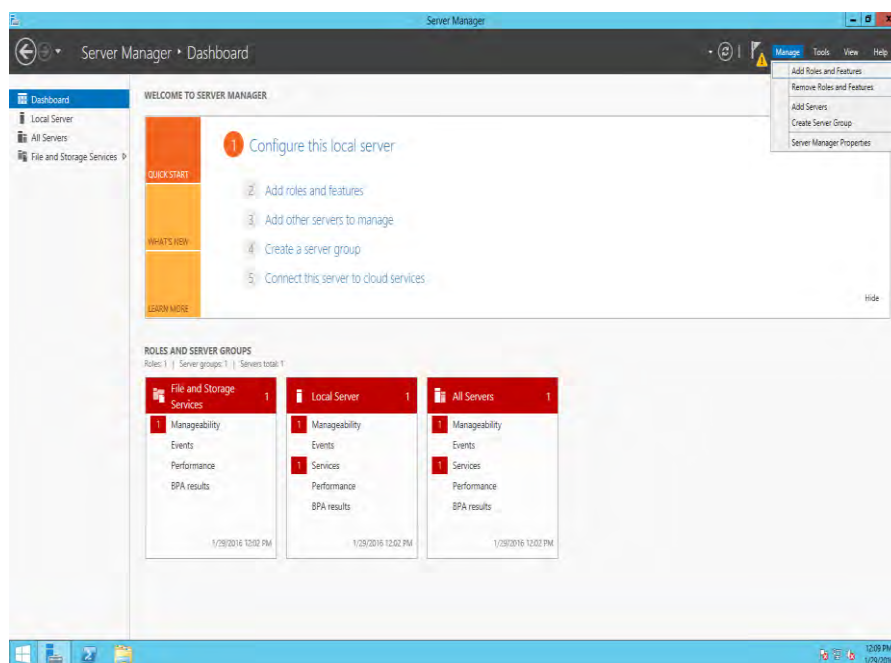 Server Manager
Server Manager • Dashboard
Manage Tools View Help
Add Roles and Features
Remove Roles and Features
Add Servers
Create Server Group
Server Manager Properties
Dashboard
Local Server
All Servers
File and Storage Services
WELCOME TO SERVER MANAGER
QUICK START
WHAT'S NEW
LEARN MORE
1 Configure this local server
2 Add roles and features
3 Add other servers to manage
4 Create a server group
5 Connect this server to cloud services
Hide
ROLES AND SERVER GROUPS
Roles: 1 | Server groups: 1 | Servers total: 1
File and Storage
Services 1
1 Manageability
Events
Performance
BPA results
1/29/2016 12:02 PM
Local Server 1
1 Manageability
Events
1 Services
Performance
BPA results
1/29/2016 12:02 PM
All Servers 1
1 Manageability
Events
1 Services
Performance
BPA results
1/29/2016 12:02 PM
12:09 PM